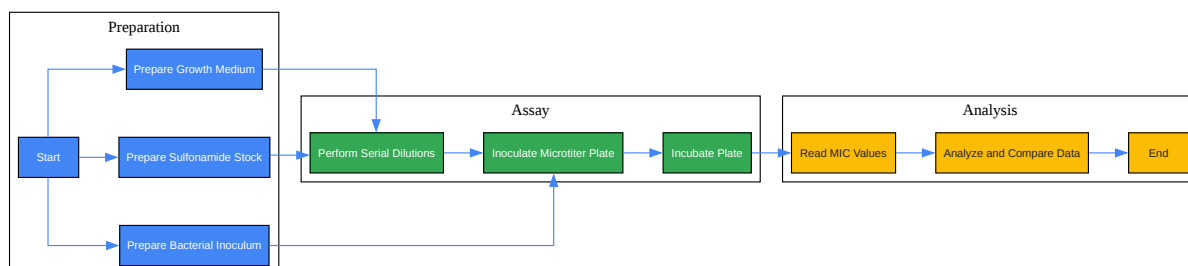 Preparation
Prepare Growth Medium
Start
Prepare Sulfonamide Stock
Prepare Bacterial Inoculum
Assay
Perform Serial Dilutions
Inoculate Microtiter Plate
Incubate Plate
Analysis
Read MIC Values
Analyze and Compare Data
End